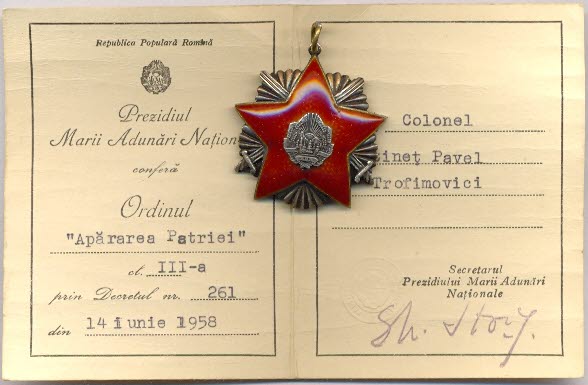 Republica Populară Romînă
Prezidiul
Marii Adunări Națion
conferă
Ordinul
"Apărarea Patriei"
cl. III-a
prin Decretul nr. 261
din 14 iunie 1958
Colonel
Pavel
Trofimovici
Secretarul
Prezidiului Marii Adunări
Naționale